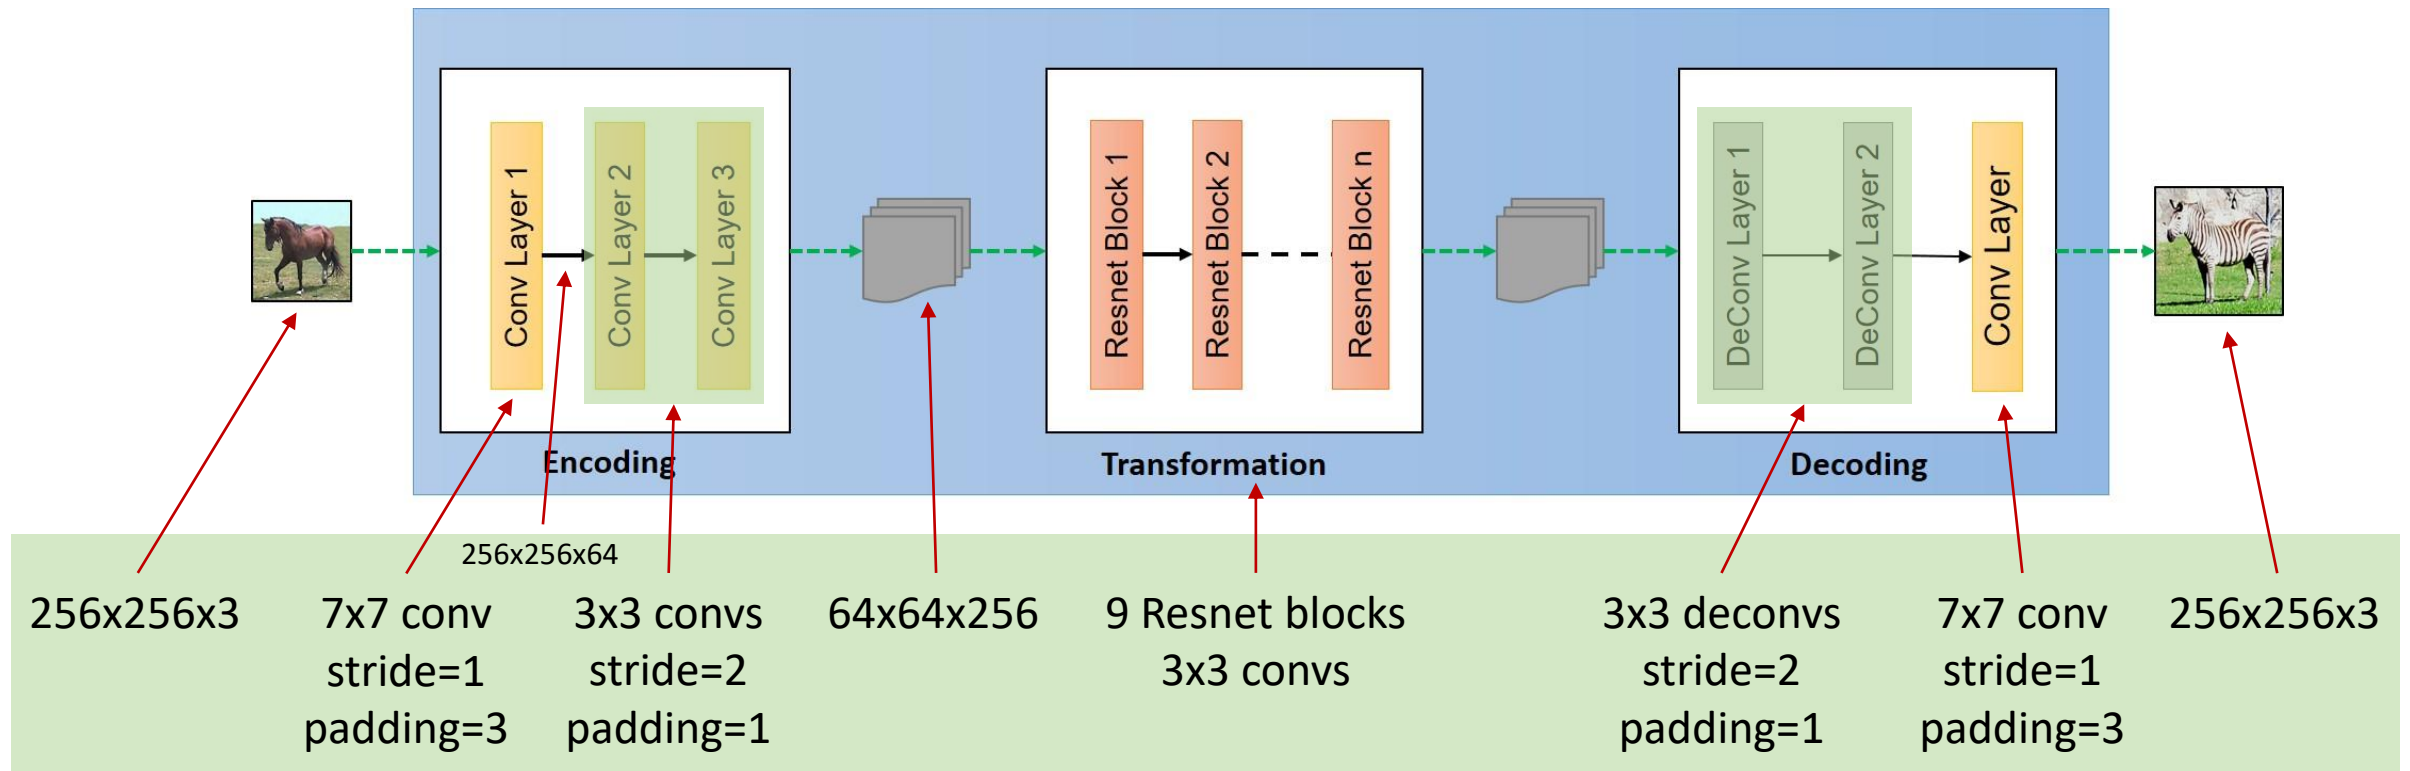 Conv Layer 1
Conv Layer 2
Conv Layer 3
Encoding
Resnet Block 1
Resnet Block 2
Resnet Block n
Transformation
DeConv Layer 1
DeConv Layer 2
Conv Layer
Decoding
256x256x64
256x256x3
7x7 conv
stride=1
padding=3
3x3 convs
stride=2
padding=1
64x64x256
9 Resnet blocks
3x3 convs
3x3 deconvs
stride=2
padding=1
7x7 conv
stride=1
padding=3
256x256x3